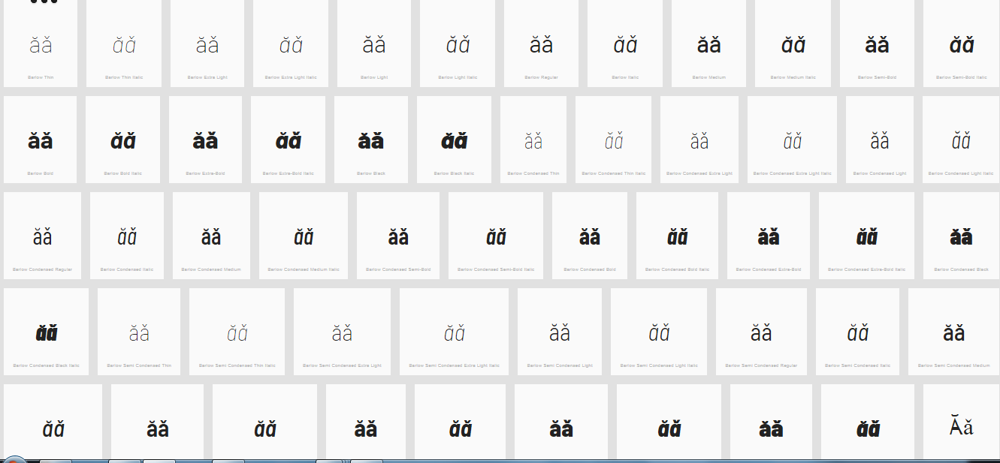 ăǎ ăǎ ăǎ ăǎ ăǎ ăǎ ăǎ ăǎ ăǎ ăǎ ăǎ ăǎ
Barlow Thin Barlow Thin Italic Barlow Extra Light Barlow Extra Light Italic Barlow Light Barlow Light Italic Barlow Regular Barlow Italic Barlow Medium Barlow Medium Italic Barlow Semi-Bold Barlow Semi-Bold Italic
ăǎ ăǎ ăǎ ăǎ ăǎ ăǎ ăǎ ăǎ ăǎ ăǎ ăǎ ăǎ
Barlow Bold Barlow Bold Italic Barlow Extra-Bold Barlow Extra-Bold Italic Barlow Black Barlow Black Italic Barlow Condensed Thin Barlow Condensed Thin Italic Barlow Condensed Extra Light Barlow Condensed Extra Light Italic Barlow Condensed Light Barlow Condensed Light Italic
ăǎ ăǎ ăǎ ăǎ ăǎ ăǎ ăǎ ăǎ ăǎ ăǎ ăǎ
Barlow Condensed Regular Barlow Condensed Italic Barlow Condensed Medium Barlow Condensed Medium Italic Barlow Condensed Semi-Bold Barlow Condensed Semi-Bold Italic Barlow Condensed Bold Barlow Condensed Bold Italic Barlow Condensed Extra-Bold Barlow Condensed Extra-Bold Italic Barlow Condensed Black
ăǎ ăǎ ăǎ ăǎ ăǎ ăǎ ăǎ ăǎ ăǎ ăǎ
Barlow Condensed Black Italic Barlow Semi Condensed Thin Barlow Semi Condensed Thin Italic Barlow Semi Condensed Extra Light Barlow Semi Condensed Extra Light Italic Barlow Semi Condensed Light Barlow Semi Condensed Light Italic Barlow Semi Condensed Regular Barlow Semi Condensed Italic Barlow Semi Condensed Medium
ăǎ ăǎ ăǎ ăǎ ăǎ ăǎ ăǎ ăǎ ăǎ Ăǎ